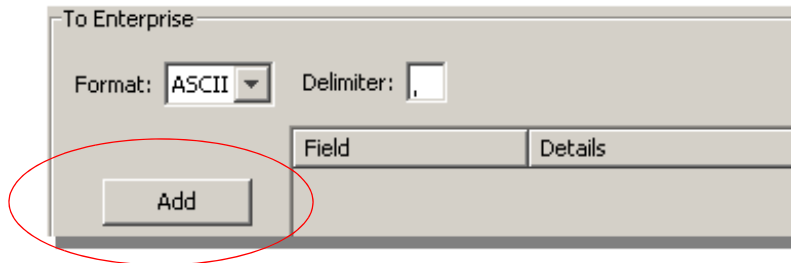 To Enterprise
Format: ASCII Delimiter: ,
Field Details
Add